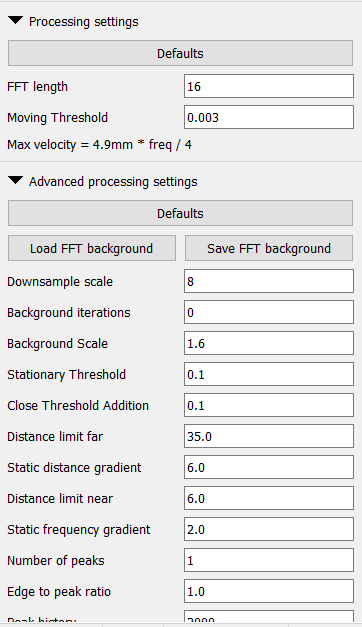 Processing settings
Defaults
FFT length 16
Moving Threshold 0.003
Max velocity = 4.9mm * freq / 4
Advanced processing settings
Defaults
Load FFT background Save FFT background
Downsample scale 8
Background iterations 0
Background Scale 1.6
Stationary Threshold 0.1
Close Threshold Addition 0.1
Distance limit far 35.0
Static distance gradient 6.0
Distance limit near 6.0
Static frequency gradient 2.0
Number of peaks 1
Edge to peak ratio 1.0
Peak history 2000